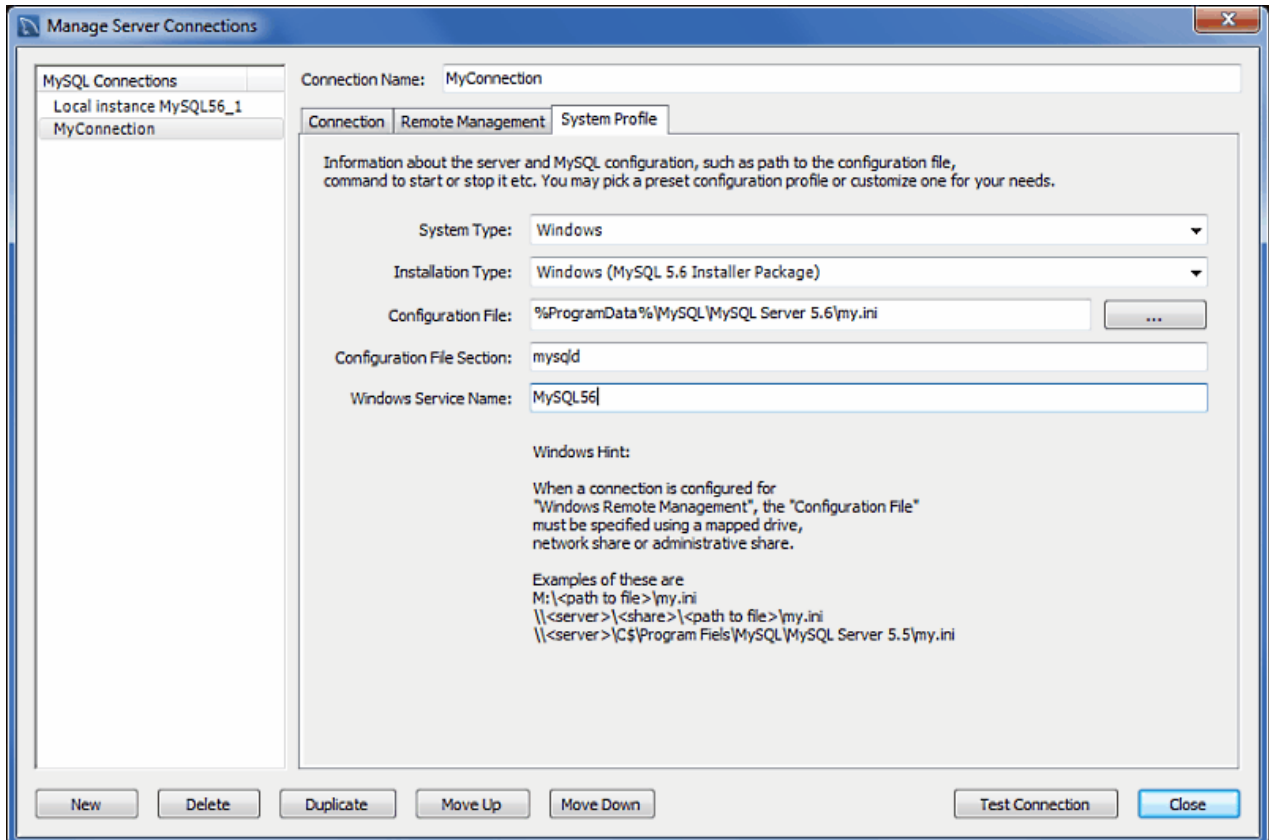 Manage Server Connections
MySQL Connections
Local instance MySQL56_1
MyConnection
Connection Name: MyConnection
Connection Remote Management System Profile
Information about the server and MySQL configuration, such as path to the configuration file,
command to start or stop it etc. You may pick a preset configuration profile or customize one for your needs.
System Type: Windows
Installation Type: Windows (MySQL 5.6 Installer Package)
Configuration File: %ProgramData%\MySQL\MySQL Server 5.6\my.ini ...
Configuration File Section: mysqld
Windows Service Name: MySQL56
Windows Hint:
When a connection is configured for
"Windows Remote Management", the "Configuration File"
must be specified using a mapped drive,
network share or administrative share.
Examples of these are
M:\<path to file>\my.ini
\\<server>\<share>\<path to file>\my.ini
\\<server>\C$\Program Fiels\MySQL\MySQL Server 5.5\my.ini
New Delete Duplicate Move Up Move Down Test Connection Close